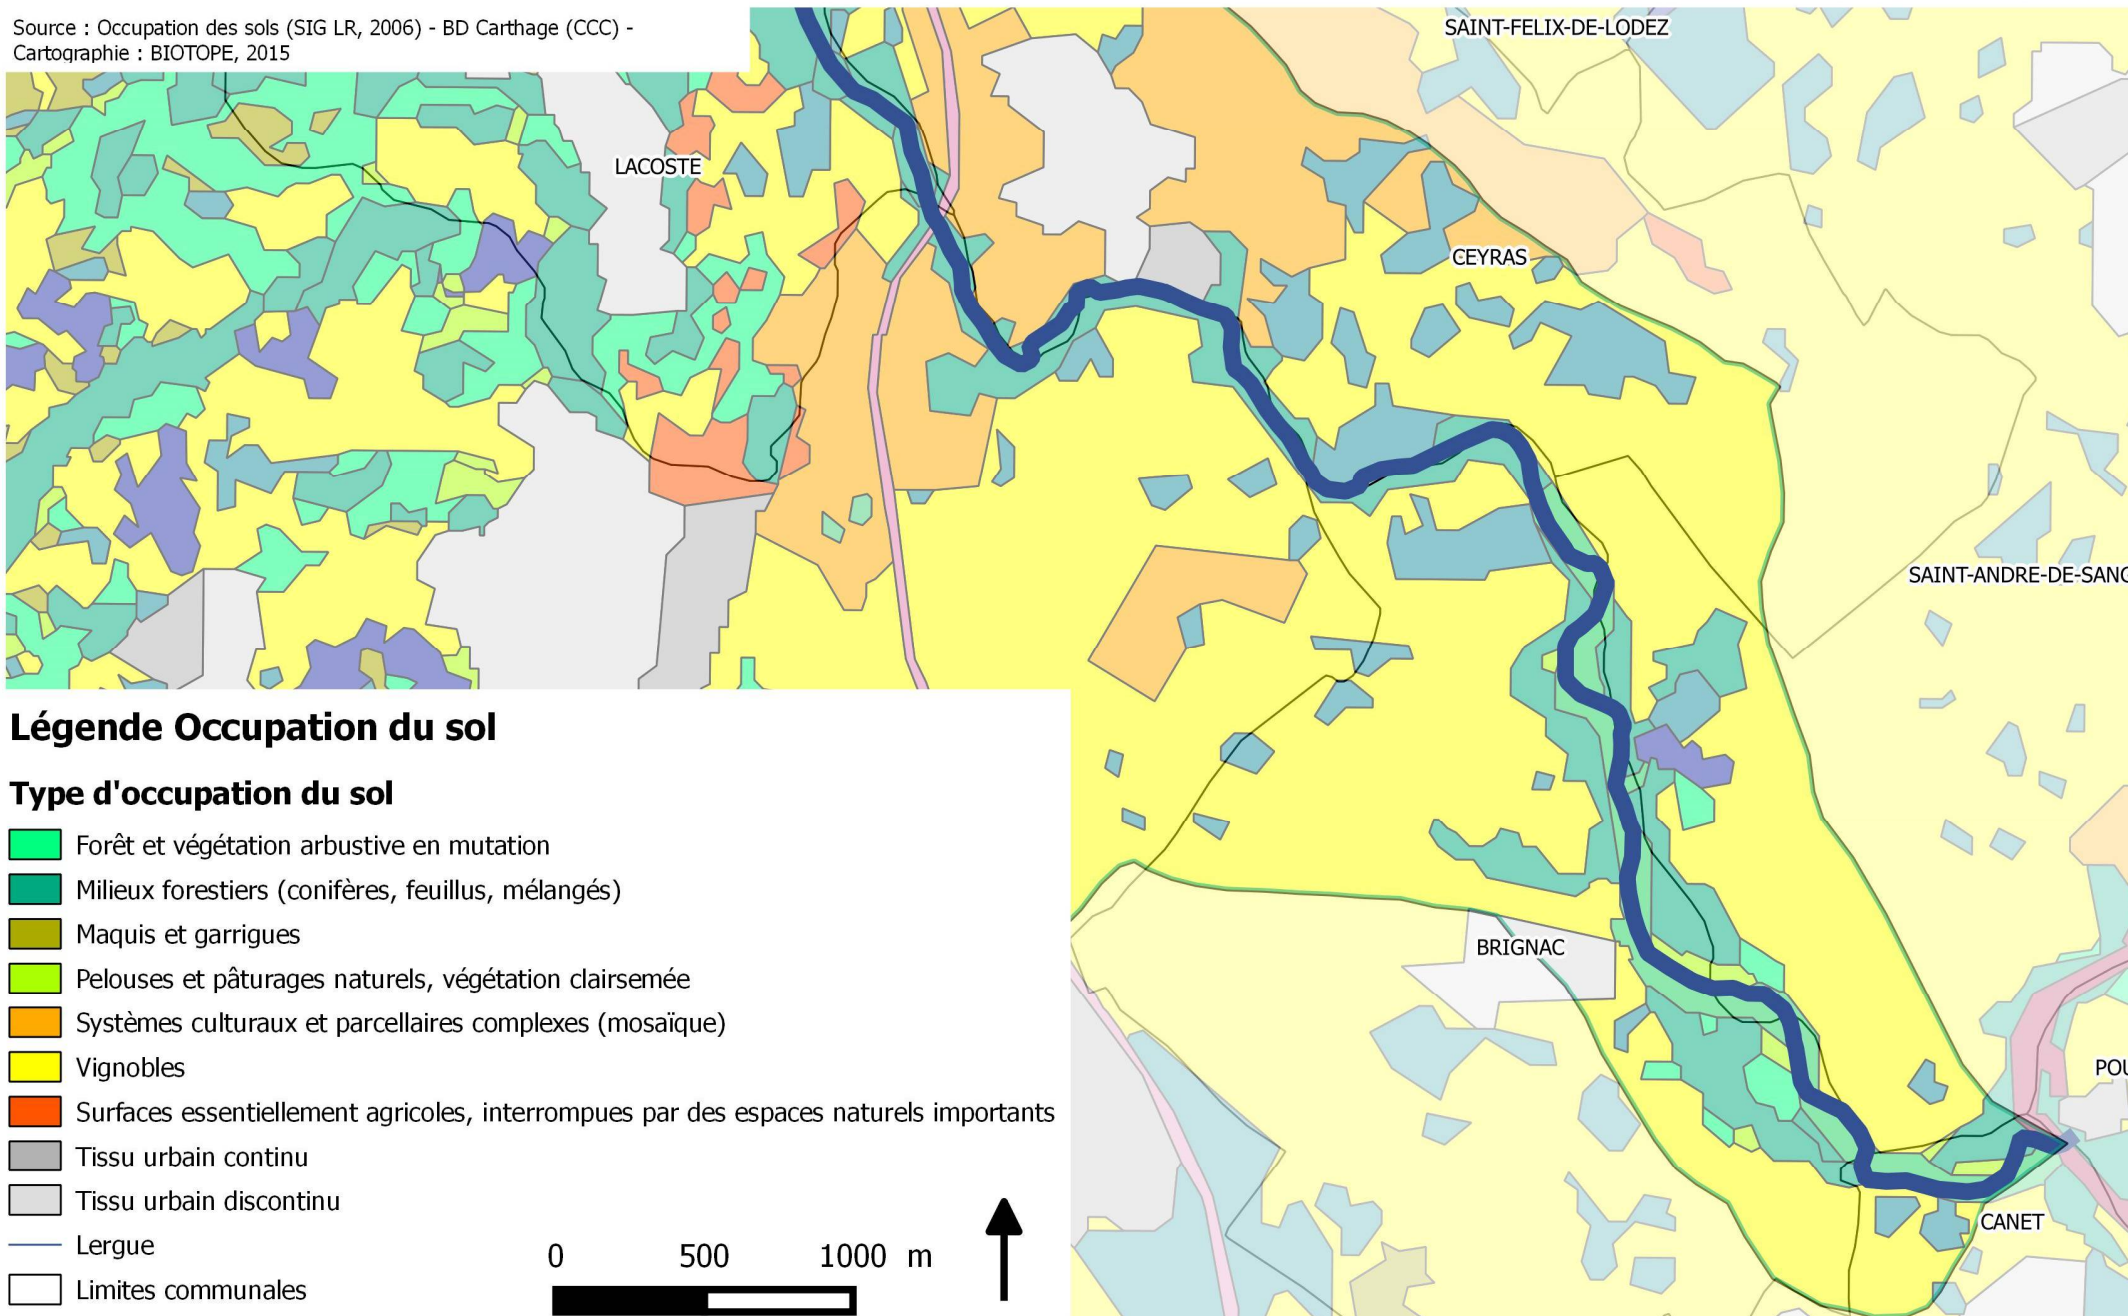 Source : Occupation des sols (SIG LR, 2006) - BD Carthage (CCC) -
Cartographie : BIOTOPE, 2015
SAINT-FELIX-DE-LODEZ
LACOSTE
CEYRAS
SAINT-ANDRE-DE-SANG
BRIGNAC
POU
CANET
Légende Occupation du sol
Type d'occupation du sol
Forêt et végétation arbustive en mutation
Milieux forestiers (conifères, feuillus, mélangés)
Maquis et garrigues
Pelouses et pâturages naturels, végétation clairsemée
Systèmes culturaux et parcellaires complexes (mosaïque)
Vignobles
Surfaces essentiellement agricoles, interrompues par des espaces naturels importants
Tissu urbain continu
Tissu urbain discontinu
Lergue
Limites communales
0 500 1000 m